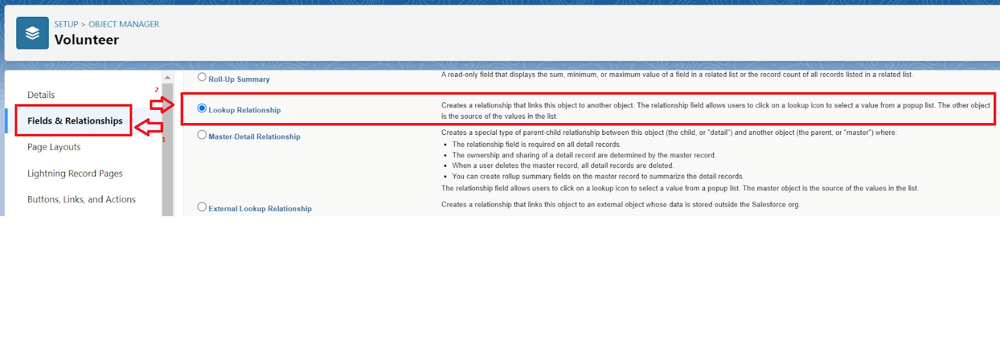 SETUP > OBJECT MANAGER
Volunteer
Details
Fields & Relationships
Page Layouts
Lightning Record Pages
Buttons, Links, and Actions
2
1
Roll-Up Summary
A read-only field that displays the sum, minimum, or maximum value of a field in a related list or the record count of all records listed in a related list.
Lookup Relationship
Creates a relationship that links this object to another object. The relationship field allows users to click on a lookup icon to select a value from a popup list. The other object
is the source of the values in the list.
Master-Detail Relationship
Creates a special type of parent-child relationship between this object (the child, or "detail") and another object (the parent, or "master") where:
• The relationship field is required on all detail records.
• The ownership and sharing of a detail record are determined by the master record.
• When a user deletes the master record, all detail records are deleted.
• You can create rollup summary fields on the master record to summarize the detail records.
The relationship field allows users to click on a lookup icon to select a value from a popup list. The master object is the source of the values in the list.
External Lookup Relationship
Creates a relationship that links this object to an external object whose data is stored outside the Salesforce org.